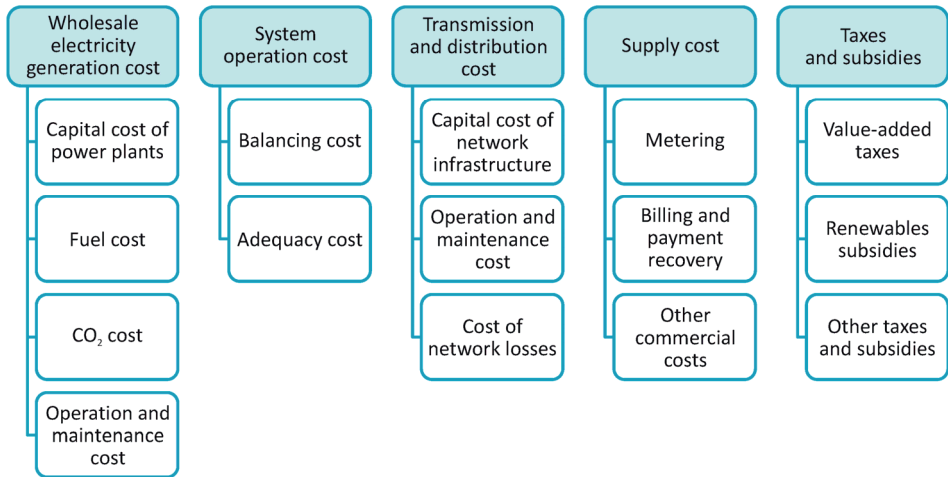 Wholesale
electricity
generation cost
Capital cost of
power plants
Fuel cost
CO₂ cost
Operation and
maintenance
cost
System
operation cost
Balancing cost
Adequacy cost
Transmission
and distribution
cost
Capital cost of
network
infrastructure
Operation and
maintenance
cost
Cost of
network losses
Supply cost
Metering
Billing and
payment
recovery
Other
commercial
costs
Taxes
and subsidies
Value-added
taxes
Renewables
subsidies
Other taxes
and subsidies